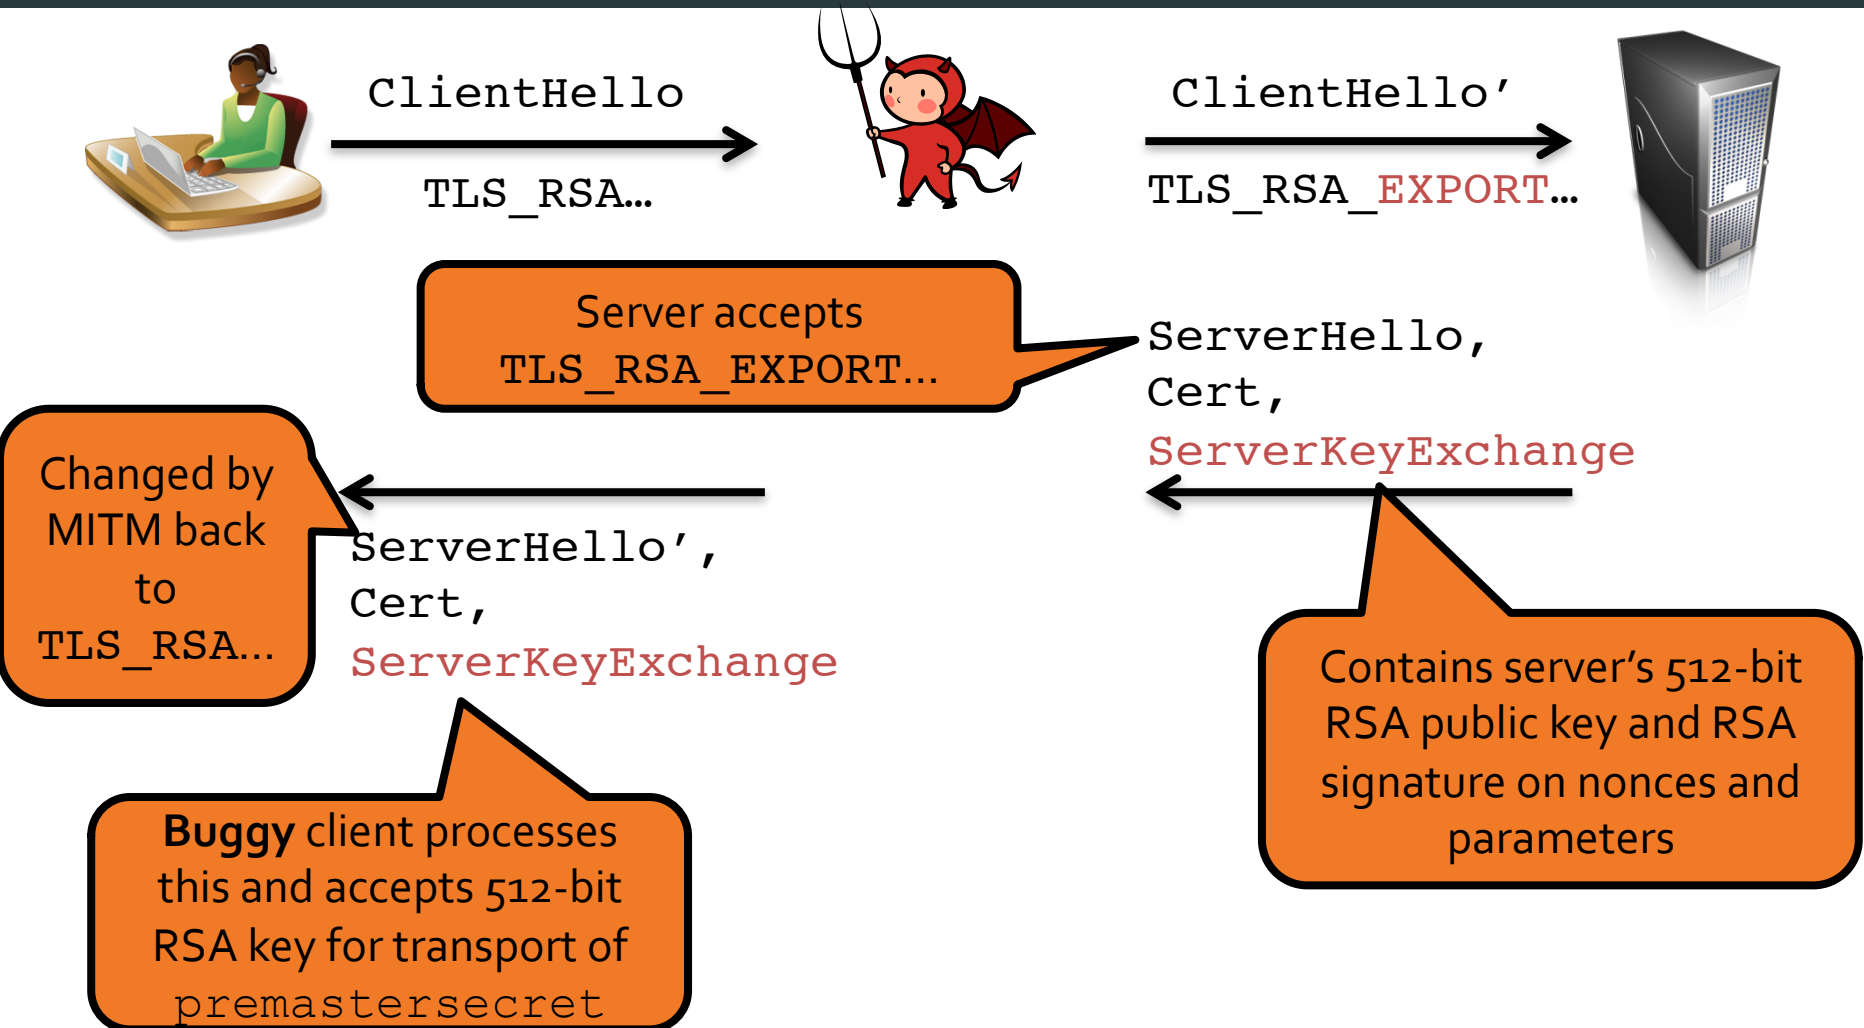 ClientHello
TLS_RSA…
ClientHello’
TLS_RSA_EXPORT…
Server accepts
TLS_RSA_EXPORT…
ServerHello,
Cert,
ServerKeyExchange
Changed by
MITM back
to
TLS_RSA…
ServerHello’,
Cert,
ServerKeyExchange
Contains server’s 512-bit
RSA public key and RSA
signature on nonces and
parameters
Buggy client processes
this and accepts 512-bit
RSA key for transport of
premastersecret